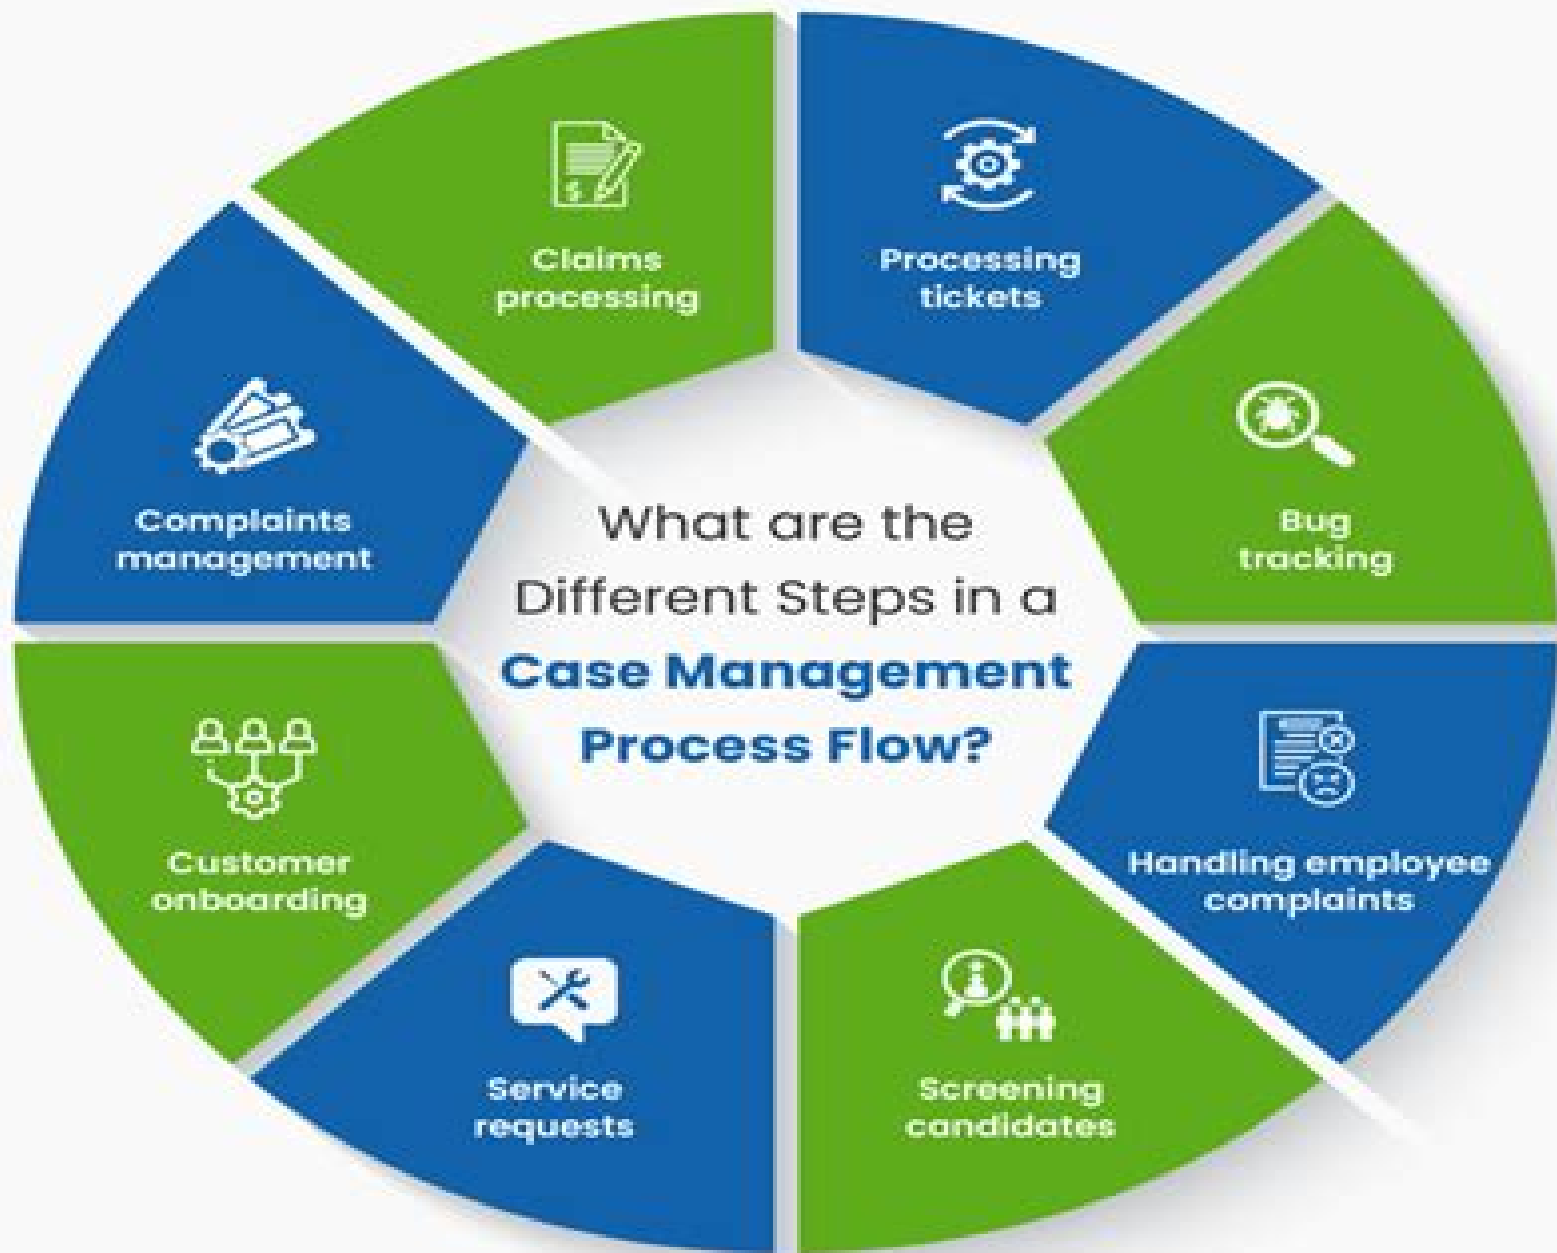 What are the
Different Steps in a
Case Management
Process Flow?
Processing
tickets
Bug
tracking
Handling employee
complaints
Screening
candidates
Service
requests
Customer
onboarding
Complaints
management
Claims
processing
$